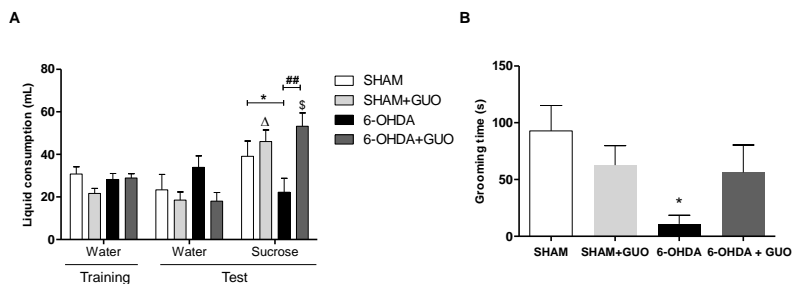 A
Liquid consumption (mL)
80
60
40
20
0
*
##
Δ
$
SHAM
SHAM+GUO
6-OHDA
6-OHDA+GUO
Water
Water
Sucrose
Training
Test
B
Grooming time (s)
150
100
50
0
*
SHAM
SHAM+GUO
6-OHDA
6-OHDA + GUO